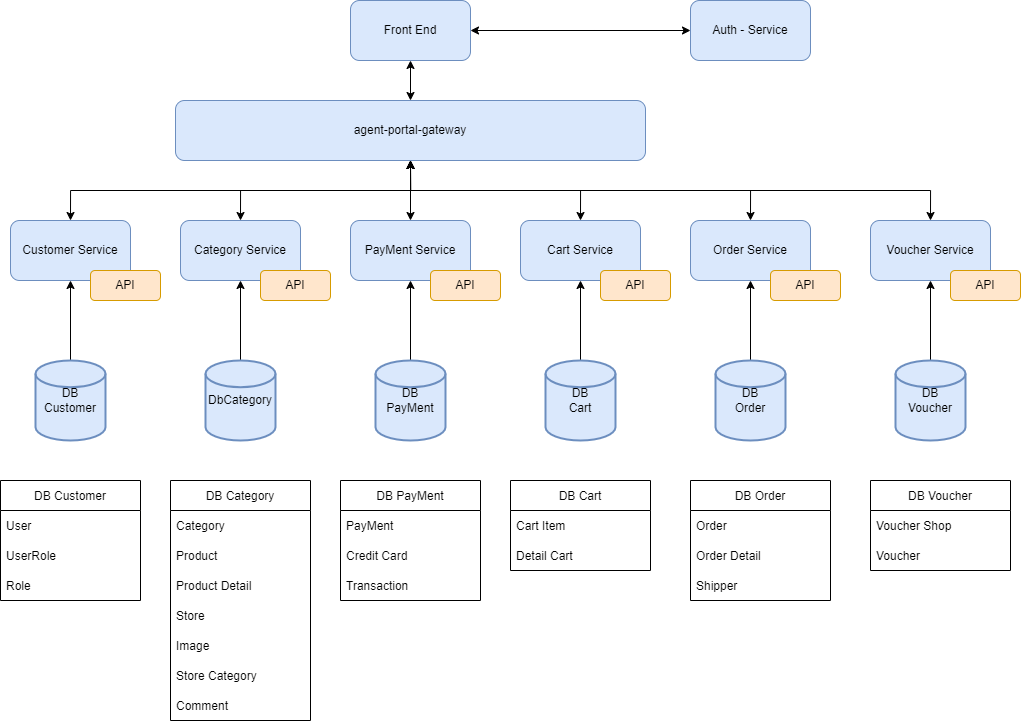 Front End
Auth - Service
agent-portal-gateway
Customer Service
Category Service
PayMent Service
Cart Service
Order Service
Voucher Service
API
API
API
API
API
API
DB
Customer
DbCategory
DB
PayMent
DB
Cart
DB
Order
DB
Voucher
DB Customer
User
UserRole
Role
DB Category
Category
Product
Product Detail
Store
Image
Store Category
Comment
DB PayMent
PayMent
Credit Card
Transaction
DB Cart
Cart Item
Detail Cart
DB Order
Order
Order Detail
Shipper
DB Voucher
Voucher Shop
Voucher